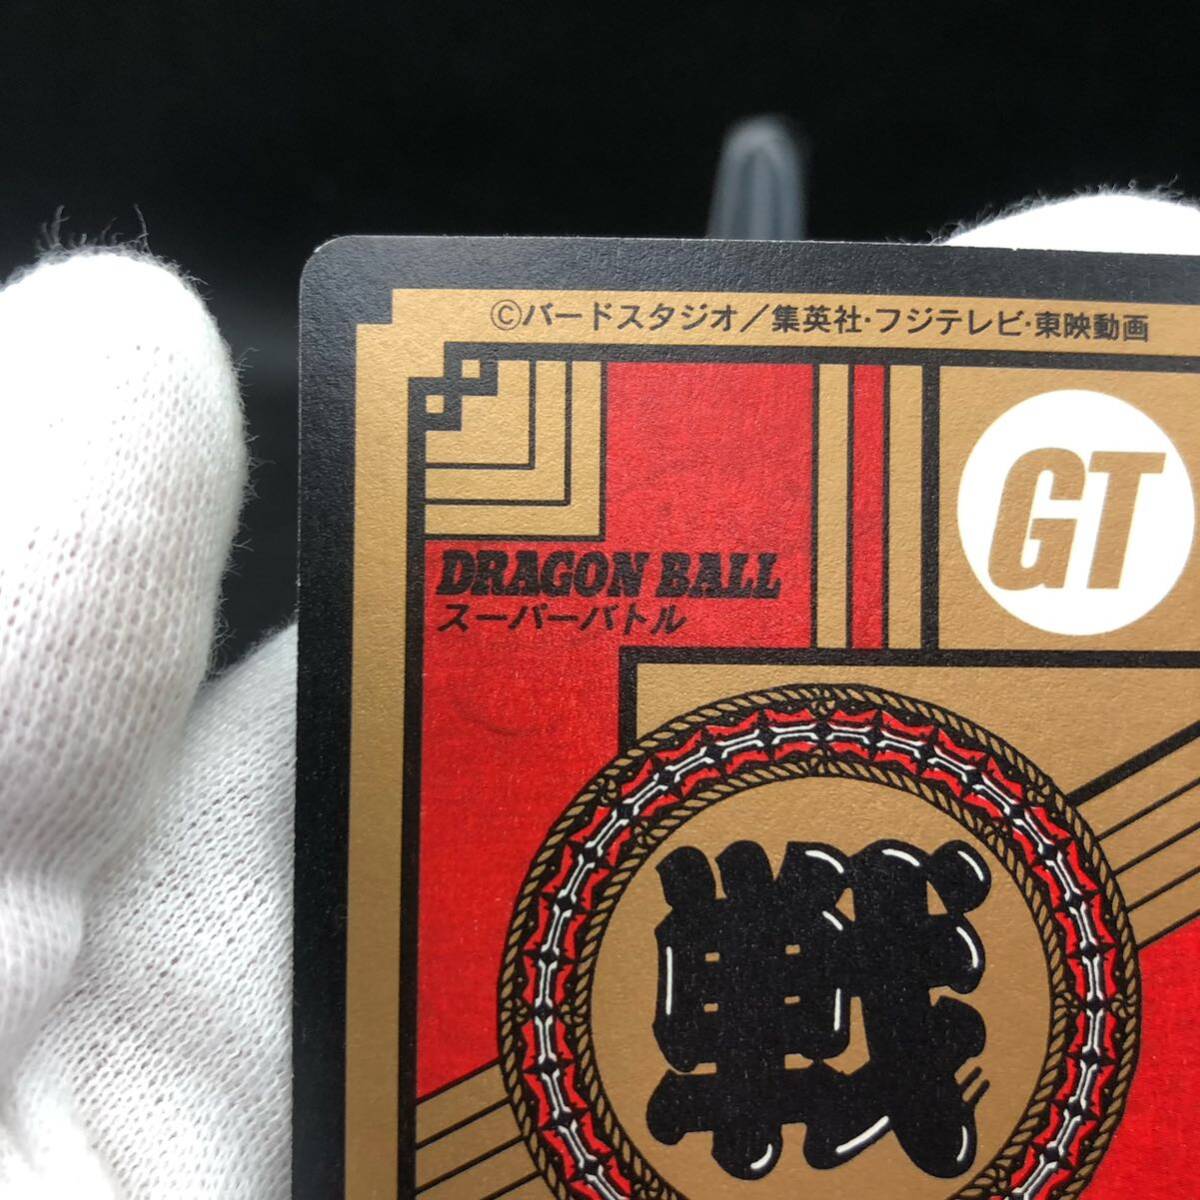 ©バードスタジオ／集英社・フジテレビ・東映動画
GT
DRAGON BALL
スーパーバトル
戦